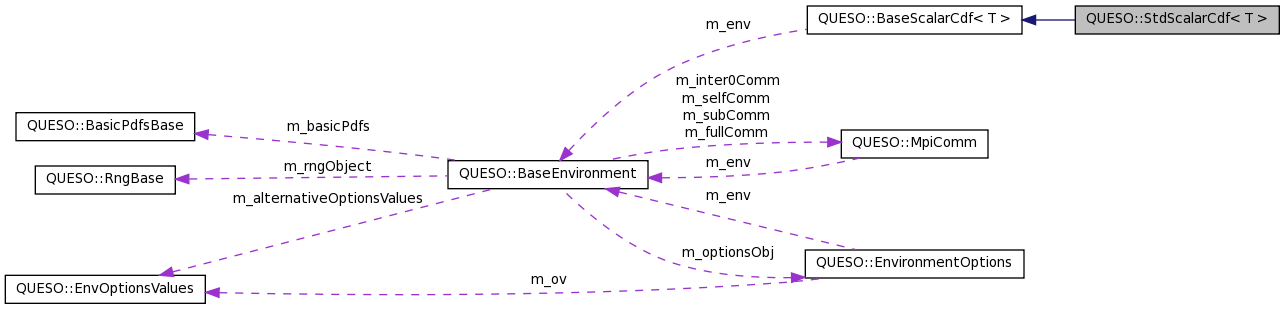 QUESO::BaseScalarCdf< T >
QUESO::StdScalarCdf< T >
m_env
m_inter0Comm
m_selfComm
m_subComm
m_fullComm
QUESO::BasicPdfsBase
m_basicPdfs
QUESO::MpiComm
m_env
m_rngObject
QUESO::RngBase
QUESO::BaseEnvironment
m_alternativeOptionsValues
m_env
m_optionsObj
QUESO::EnvironmentOptions
m_ov
QUESO::EnvOptionsValues